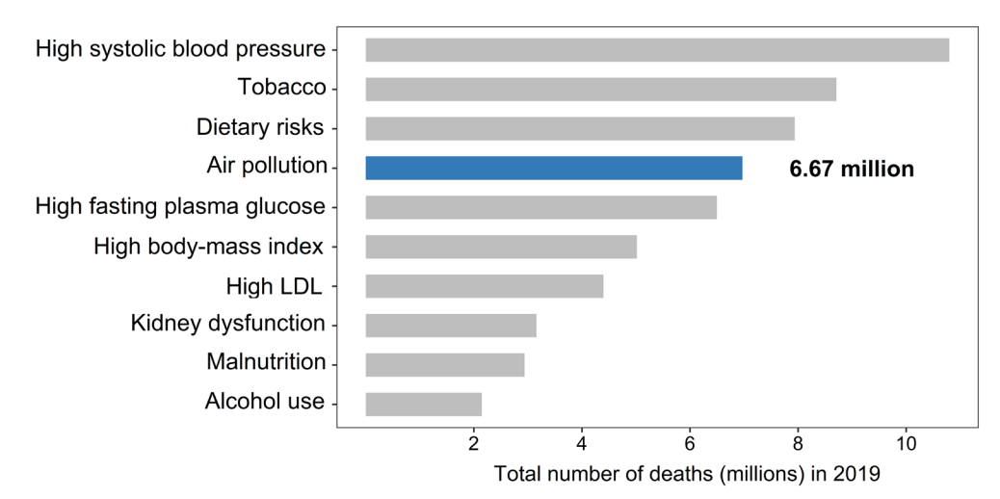 High systolic blood pressure
Tobacco
Dietary risks
Air pollution
6.67 million
High fasting plasma glucose
High body-mass index
High LDL
Kidney dysfunction
Malnutrition
Alcohol use
2 4 6 8 10
Total number of deaths (millions) in 2019